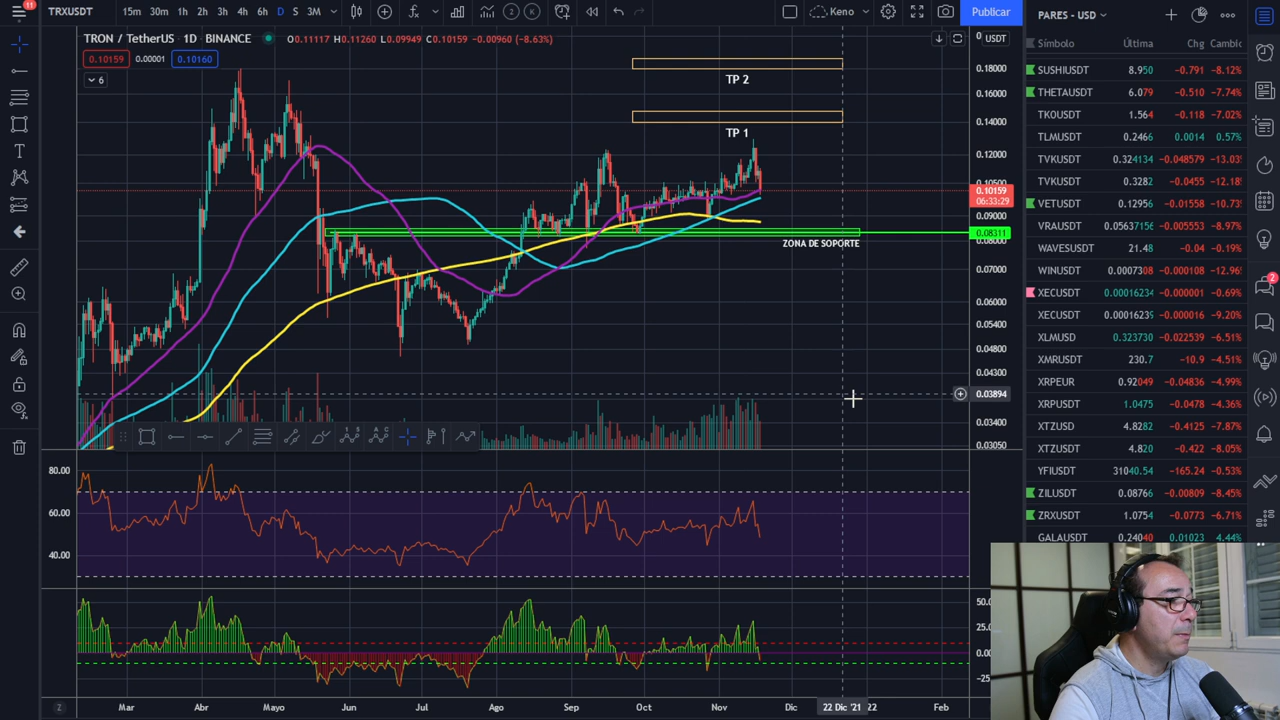 11
TRXUSDT
15m 30m 1h 2h 3h 4h 6h D S 3M
2 K
Keno
Publicar
PARES - USD
TRON / TetherUS · 1D · BINANCE
O0.11117 H0.11260 L0.09949 C0.10159 -0.00960 (-8.63%)
0.10159 0.00001 0.10160
6
USDT
0.18000
0.16000
0.14000
0.12000
0.10500
0.10159
06:33:29
0.09000
0.08311
0.08000
0.07000
0.06000
0.05400
0.04800
0.04300
0.03894
0.03400
0.03050
TP 2
TP 1
ZONA DE SOPORTE
80.00
60.00
40.00
50.0
25.0
0.00
-25
Mar Abr Mayo Jun Jul Ago Sep Oct Nov Dic 22 Dic '21 22 Feb
Z
Símbolo Última Chg Cambic
SUSHIUSDT 8.950 -0.791 -8.12%
THETAUSDT 6.079 -0.510 -7.74%
TKOUSDT 1.564 -0.118 -7.02%
TLMUSDT 0.2466 0.0014 0.57%
TVKUSDT 0.324134 -0.048579 -13.03%
TVKUSDT 0.3282 -0.0455 -12.18%
VETUSDT 0.12956 -0.01558 -10.73%
VRAUSDT 0.05637156 -0.005553 -8.97%
WAVESUSDT 21.48 -0.04 -0.19%
WINUSDT 0.0007308 -0.000108 -12.96%
XECUSDT 0.00016234 -0.000001 -0.69%
XECUSDT 0.0001623 -0.000016 -9.20%
XLMUSD 0.323730 -0.022539 -6.51%
XMRUSDT 230.7 -10.9 -4.51%
XRPEUR 0.92049 -0.04836 -4.99%
XRPUSDT 1.0475 -0.0478 -4.36%
XTZUSD 4.8282 -0.4125 -7.87%
XTZUSDT 4.820 -0.422 -8.05%
YFIUSDT 31040.54 -165.24 -0.53%
ZILUSDT 0.08766 -0.00809 -8.45%
ZRXUSDT 1.0754 -0.0773 -6.71%
GALAUSDT 0.24040 0.01023 4.44%
2